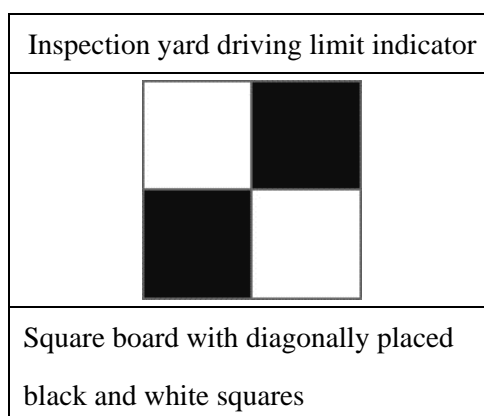 Inspection yard driving limit indicator
Square board with diagonally placed
black and white squares